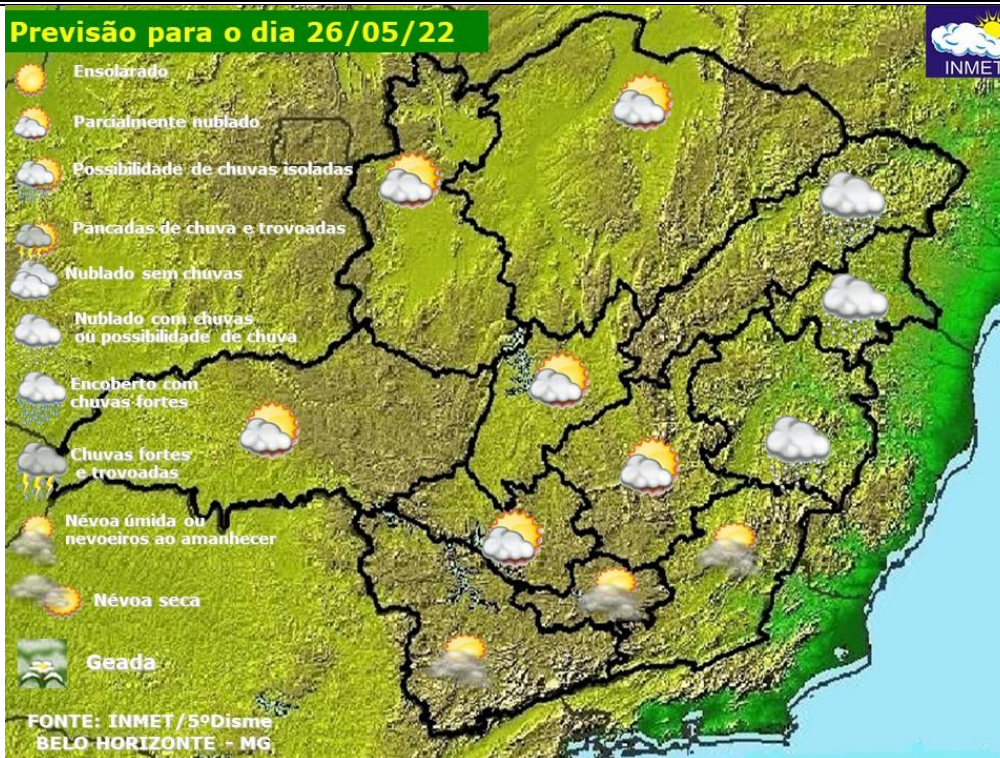 Previsão para o dia 26/05/22
INMET
Ensolarado
Parcialmente nublado
Possibilidade de chuvas isoladas
Pancadas de chuva e trovoadas
Nublado sem chuvas
Nublado com chuvas
ou possibilidade de chuva
Encoberto com
chuvas fortes
Chuvas fortes
e trovoadas
Névoa úmida ou
nevoeiros ao amanhecer
Névoa seca
Geada
FONTE: INMET/5ºDisme
BELO HORIZONTE - MG